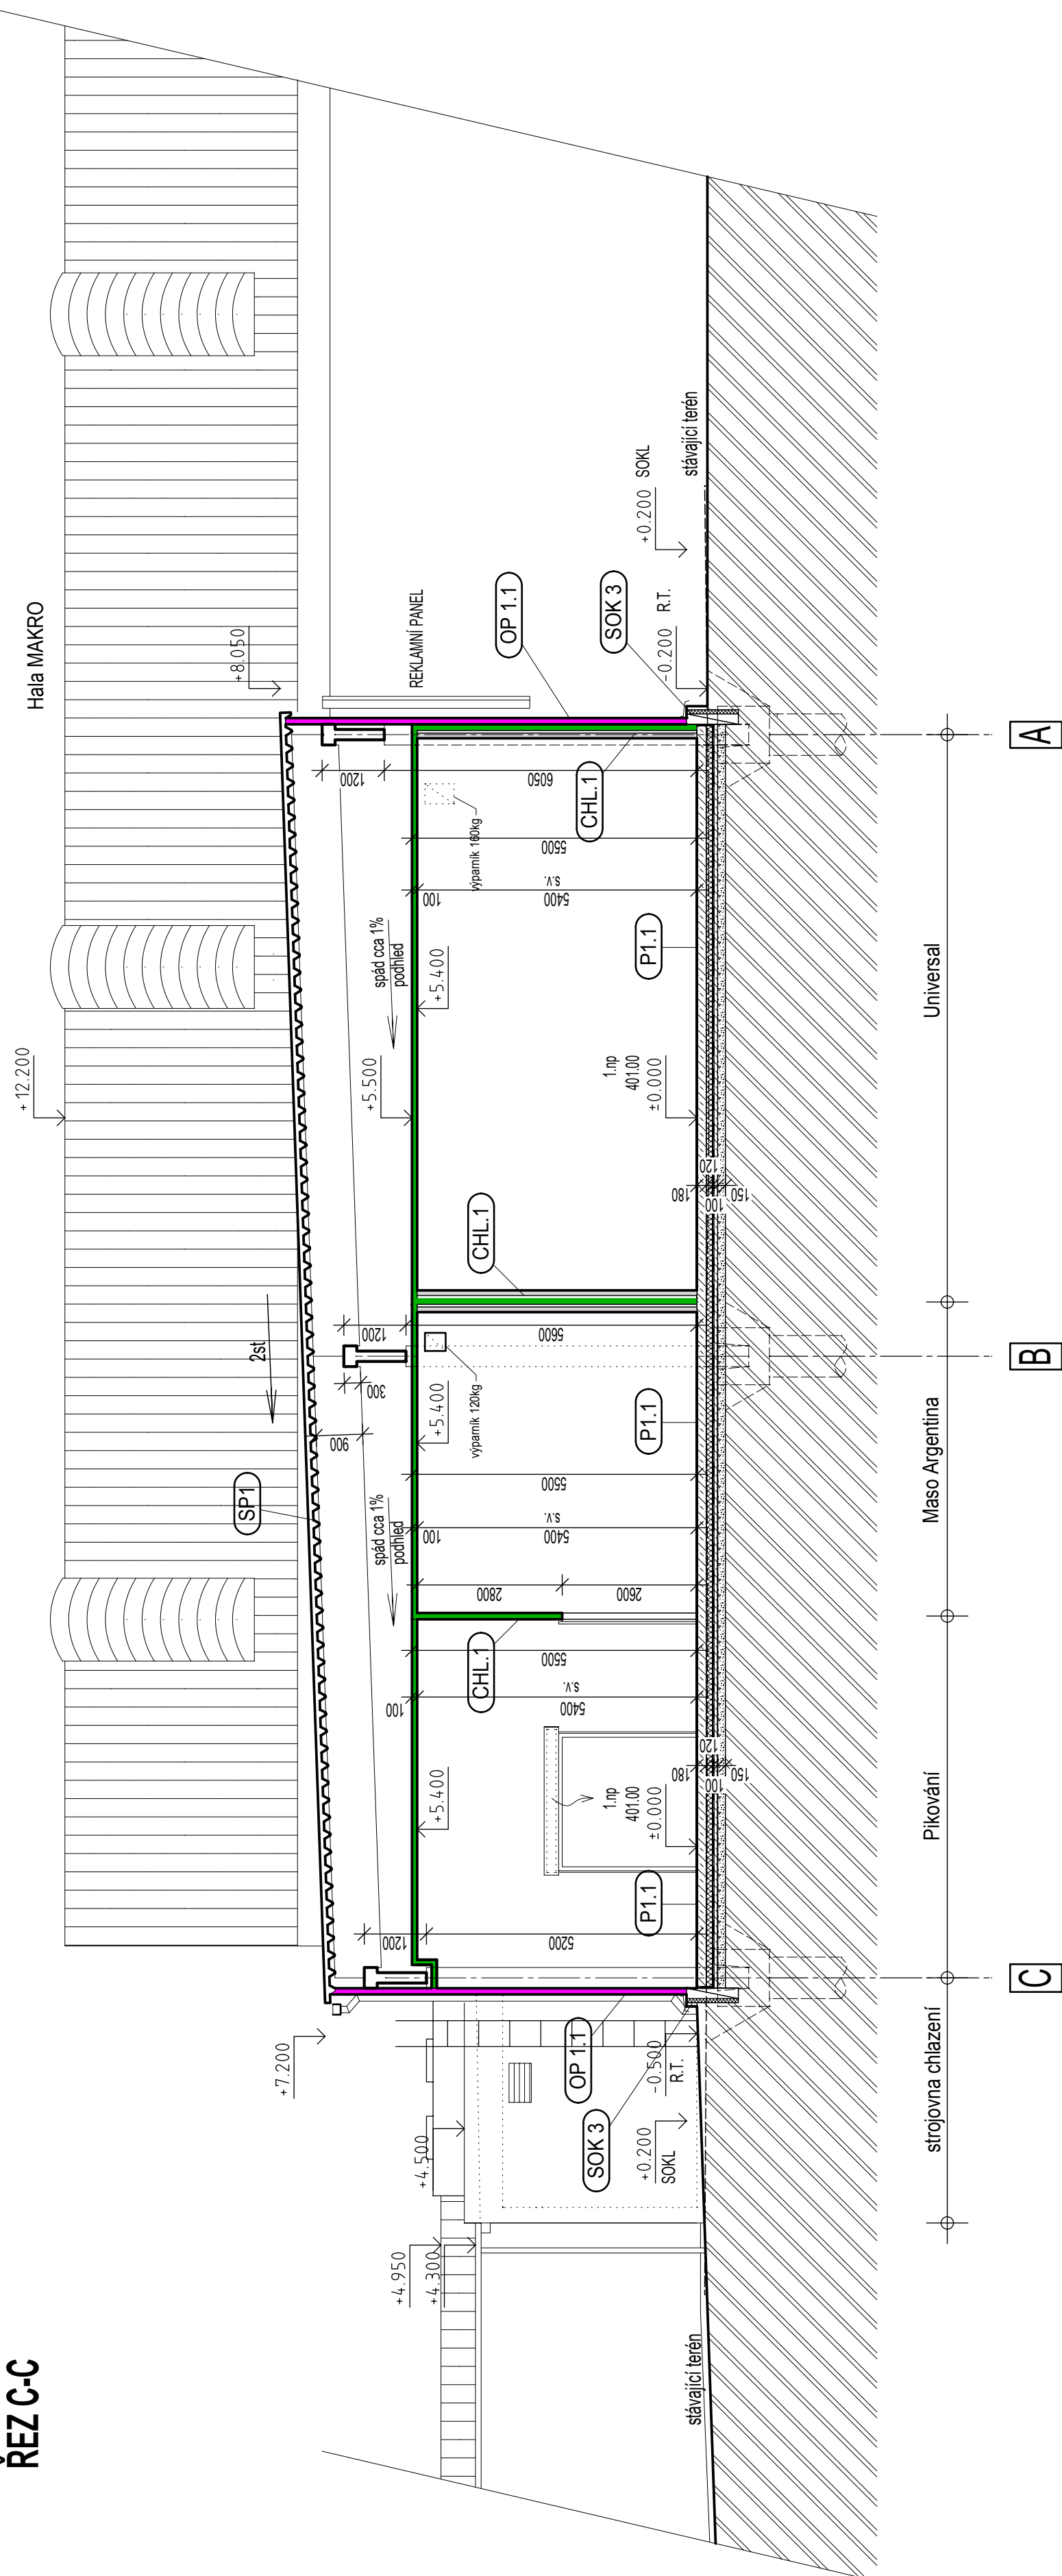 ŘEZ C-C
Hala MAKRO
+12.200
+8.050
+7.200
2st
SP1
REKLAMNÍ PANEL
OP 1.1
SOK 3
+0.200 SOKL
-0.200 R.T.
stávající terén
1200
6050
CHL.1
výparník 160kg
5500
100
5400
s.v.
P1.1
spád cca 1%
podhled
+5.400
+5.500
1.np
401.00
±0.000
180
120
100
150
CHL.1
1200
5600
300
900
výparník 120kg
+5.400
P1.1
5500
100
5400
s.v.
spád cca 1%
podhled
2800
2600
CHL.1
5500
100
5400
s.v.
+5.400
1.np
401.00
±0.000
180
120
100
150
P1.1
1200
5200
OP 1.1
SOK 3
-0.500
R.T.
+0.200
SOKL
+4.500
+4.950
+4.300
stávající terén
strojovna chlazení
Pikování
Maso Argentina
Universal
C
B
A